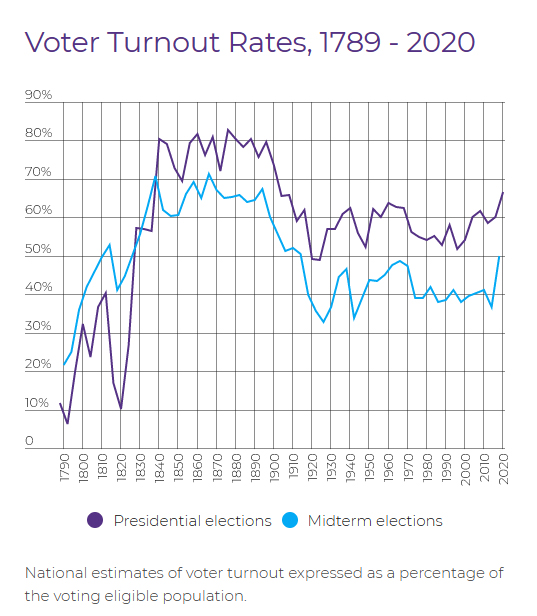 Voter Turnout Rates, 1789 - 2020
90%
80%
70%
60%
50%
40%
30%
20%
10%
0
1790 1800 1810 1820 1830 1840 1850 1860 1870 1880 1890 1900 1910 1920 1930 1940 1950 1960 1970 1980 1990 2000 2010 2020
Presidential elections Midterm elections
National estimates of voter turnout expressed as a percentage of
the voting eligible population.